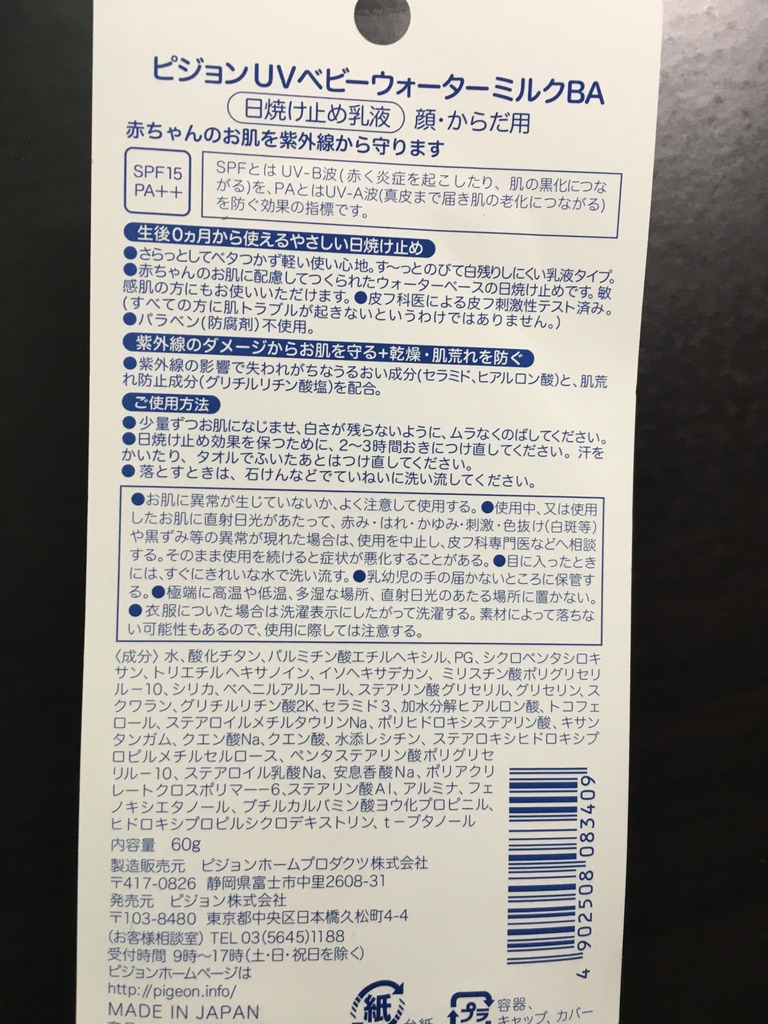 ピジョンUVベビーウォーターミルクBA
日焼け止め乳液 顔・からだ用
赤ちゃんのお肌を紫外線から守ります
SPF15
PA++
SPFとはUV-B波(赤く炎症を起こしたり、肌の黒化につな
がる)を、PAとはUV-A波(真皮まで届き肌の老化につながる)
を防ぐ効果の指標です。
生後0ヵ月から使えるやさしい日焼け止め
●さらっとしてベタつかず軽い使い心地。す〜っとのびて白残りしにくい乳液タイプ。
●赤ちゃんのお肌に配慮してつくられたウォーターベースの日焼け止めです。敏
感肌の方にもお使いいただけます。●皮フ科医による皮フ刺激性テスト済み。
(すべての方に肌トラブルが起きないというわけではありません。)
●パラベン(防腐剤)不使用。
紫外線のダメージからお肌を守る+乾燥・肌荒れを防ぐ
●紫外線の影響で失われがちなうるおい成分(セラミド、ヒアルロン酸)と、肌荒
れ防止成分(グリチルリチン酸塩)を配合。
ご使用方法
●少量ずつお肌になじませ、白さが残らないように、ムラなくのばしてください。
●日焼け止め効果を保つために、2〜3時間おきにつけ直してください。汗を
かいたり、タオルでふいたあとはつけ直してください。
●落とすときは、石けんなどでていねいに洗い流してください。
●お肌に異常が生じていないか、よく注意して使用する。●使用中、又は使用
したお肌に直射日光があたって、赤み・はれ・かゆみ・刺激・色抜け(白斑等)
や黒ずみ等の異常が現れた場合は、使用を中止し、皮フ科専門医などへ相談
する。そのまま使用を続けると症状が悪化することがある。●目に入ったとき
には、すぐにきれいな水で洗い流す。●乳幼児の手の届かないところに保管す
る。●極端に高温や低温、多湿な場所、直射日光のあたる場所に置かない。
●衣服についた場合は洗濯表示にしたがって洗濯する。素材によって落ちな
い可能性もあるので、使用に際しては注意する。
〈成分〉水、酸化チタン、パルミチン酸エチルヘキシル、PG、シクロペンタシロキ
サン、トリエチルヘキサノイン、イソヘキサデカン、ミリスチン酸ポリグリセリ
ル-10、シリカ、ベヘニルアルコール、ステアリン酸グリセリル、グリセリン、ス
クワラン、グリチルリチン酸2K、セラミド3、加水分解ヒアルロン酸、トコフェ
ロール、ステアロイルメチルタウリンNa、ポリヒドロキシステアリン酸、キサン
タンガム、クエン酸Na、クエン酸、水添レシチン、ステアロキシヒドロキシプ
ロピルメチルセルロース、ペンタステアリン酸ポリグリセ
リル-10、ステアロイル乳酸Na、安息香酸Na、ポリアクリ
レートクロスポリマー-6、ステアリン酸Al、アルミナ、フェ
ノキシエタノール、ブチルカルバミン酸ヨウ化プロピニル、
ヒドロキシプロピルシクロデキストリン、t-ブタノール
内容量 60g
製造販売元 ピジョンホームプロダクツ株式会社
〒417-0826 静岡県富士市中里2608-31
発売元 ピジョン株式会社
〒103-8480 東京都中央区日本橋久松町4-4
(お客様相談室) TEL 03(5645)1188
受付時間 9時〜17時(土・日・祝日を除く)
ピジョンホームページは
http://pigeon.info/
MADE IN JAPAN
4 902508 083409
紙
台紙
プラ
容器、
キャップ、カバー